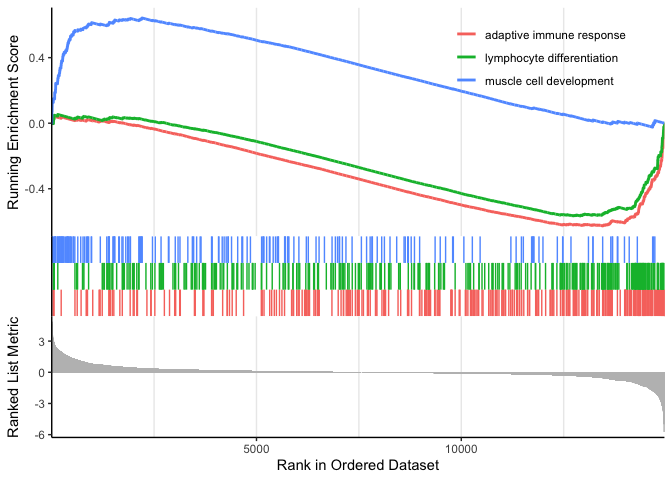 Running Enrichment Score
0.4
0.0
-0.4
adaptive immune response
lymphocyte differentiation
muscle cell development
Ranked List Metric
3
0
-3
-6
5000
10000
Rank in Ordered Dataset